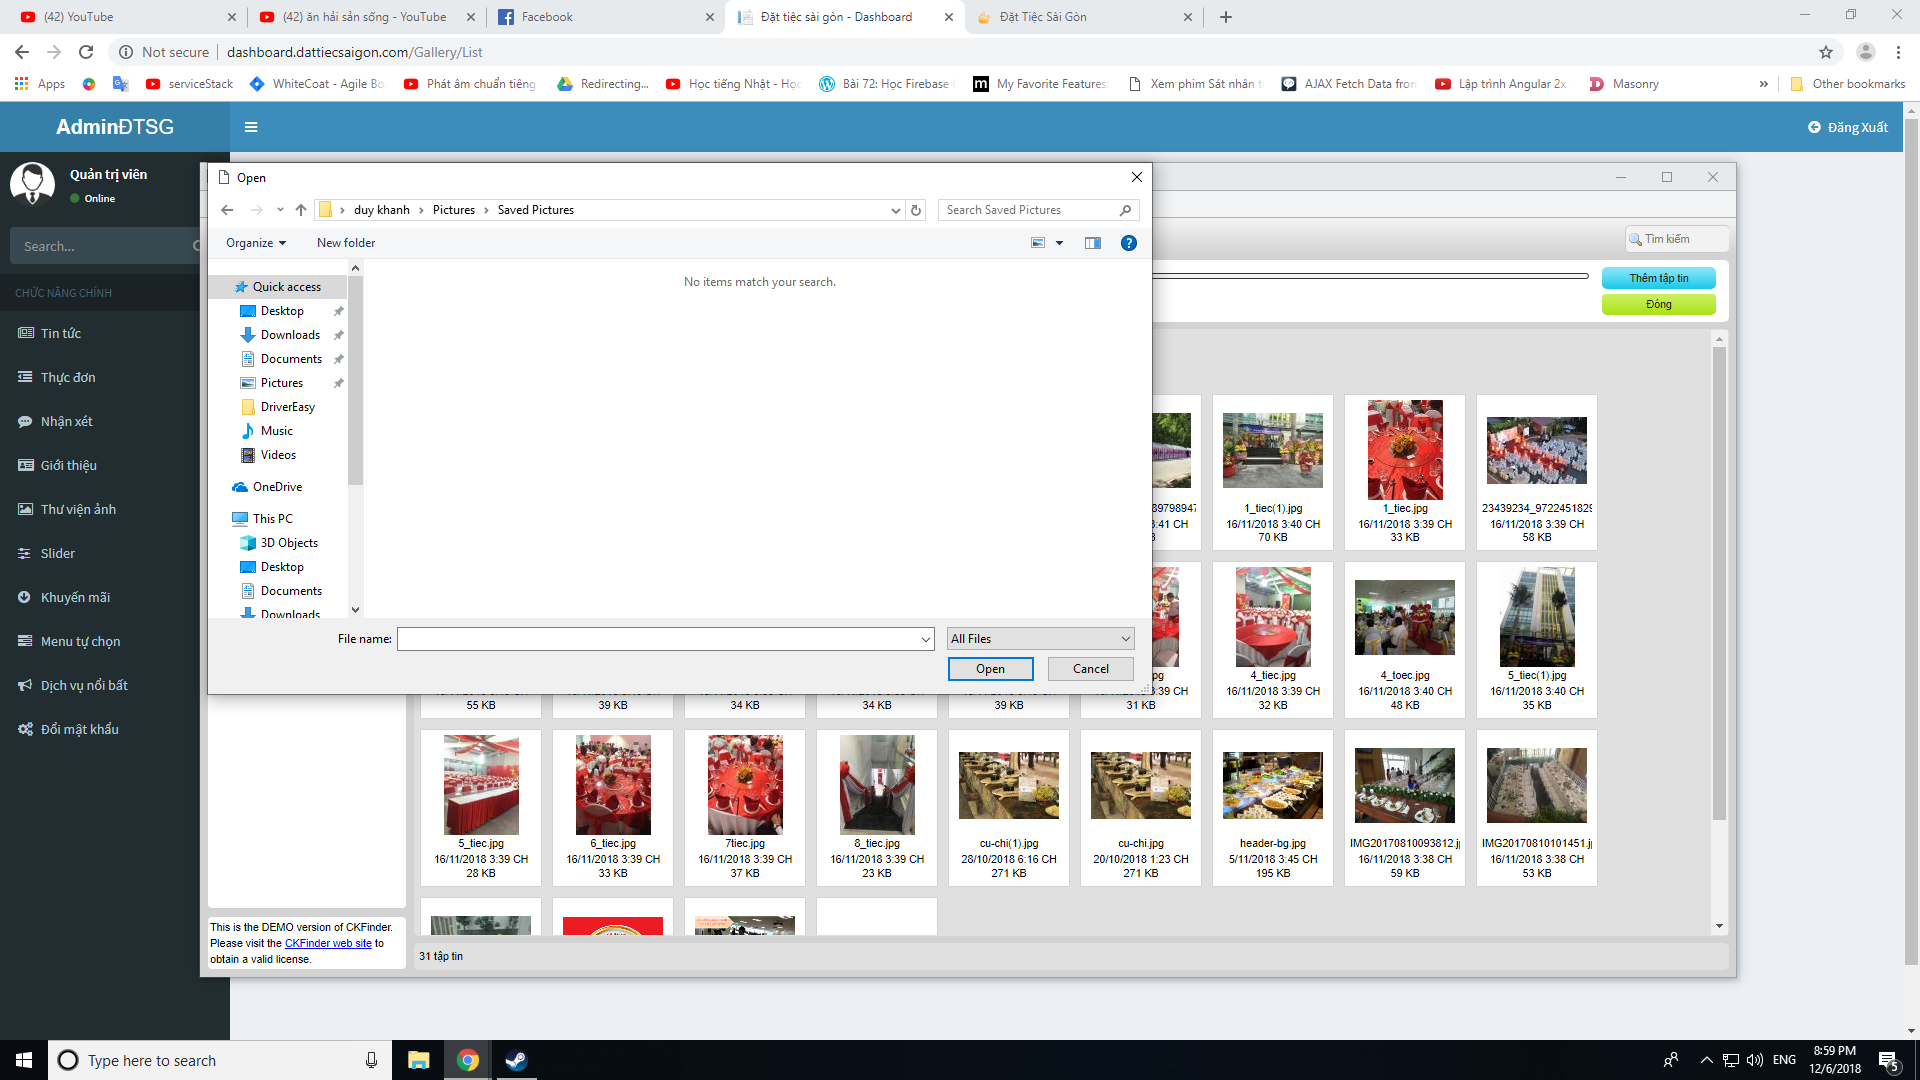 (42) YouTube
(42) ăn hải sản sống - YouTube
Facebook
Đặt tiệc sài gòn - Dashboard
Đặt Tiệc Sài Gòn
Not secure
dashboard.dattiecsaigon.com/Gallery/List
Apps
serviceStack
WhiteCoat - Agile Bo
Phát âm chuẩn tiếng
Redirecting...
Học tiếng Nhật - Học
Bài 72: Học Firebase
My Favorite Features
Xem phim Sát nhân
AJAX Fetch Data from
Lập trình Angular 2x
Masonry
»
Other bookmarks
AdminĐTSG
Đăng Xuất
Quản trị viên
Online
Search...
CHỨC NĂNG CHÍNH
Tin tức
Thực đơn
Nhận xét
Giới thiệu
Thư viện ảnh
Slider
Khuyến mãi
Menu tự chọn
Dịch vụ nổi bất
Đổi mật khẩu
Open
duy khanh
Pictures
Saved Pictures
Search Saved Pictures
Organize
New folder
Quick access
Desktop
Downloads
Documents
Pictures
DriverEasy
Music
Videos
OneDrive
This PC
3D Objects
Desktop
Documents
Downloads
No items match your search.
File name:
All Files
Open
Cancel
Tìm kiếm
Thêm tập tin
Đóng
1_tiec(1).jpg
16/11/2018 3:40 CH
70 KB
1_tiec.jpg
16/11/2018 3:39 CH
33 KB
23439234_9722451829
16/11/2018 3:39 CH
58 KB
55 KB
39 KB
34 KB
34 KB
39 KB
31 KB
4_tiec.jpg
16/11/2018 3:39 CH
32 KB
4_toec.jpg
16/11/2018 3:40 CH
48 KB
5_tiec(1).jpg
16/11/2018 3:40 CH
35 KB
5_tiec.jpg
16/11/2018 3:39 CH
28 KB
6_tiec.jpg
16/11/2018 3:39 CH
33 KB
7tiec.jpg
16/11/2018 3:39 CH
37 KB
8_tiec.jpg
16/11/2018 3:39 CH
23 KB
cu-chi(1).jpg
28/10/2018 6:16 CH
271 KB
cu-chi.jpg
20/10/2018 1:23 CH
271 KB
header-bg.jpg
5/11/2018 3:45 CH
195 KB
IMG20170810093812.j
16/11/2018 3:38 CH
59 KB
IMG20170810101451.j
16/11/2018 3:38 CH
53 KB
This is the DEMO version of CKFinder.
Please visit the CKFinder web site to
obtain a valid license.
31 tập tin
Type here to search
ENG
8:59 PM
12/6/2018
5